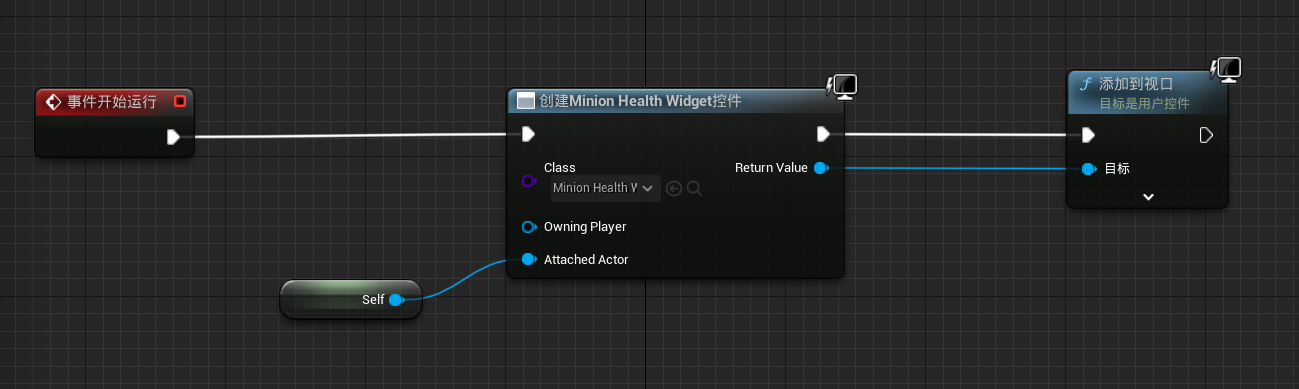 事件开始运行
创建Minion Health Widget控件
Class
Minion Health W
Owning Player
Attached Actor
Return Value
Self
f 添加到视口
目标是用户控件
目标